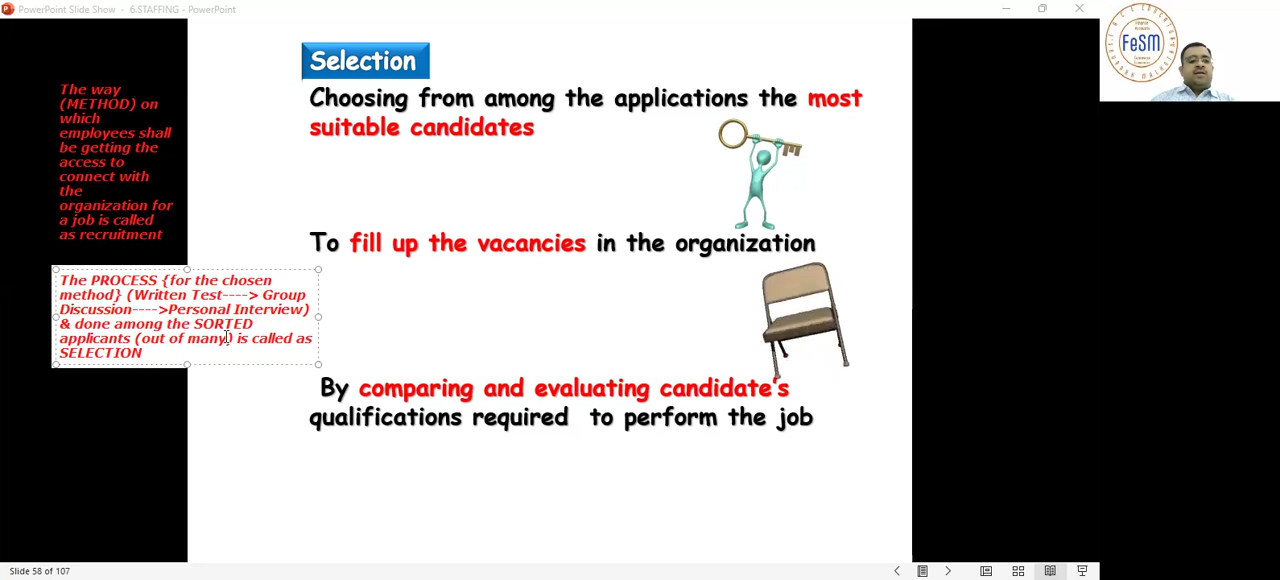 PowerPoint Slide Show - 6.STAFFING - PowerPoint
FeSM
Selection
Choosing from among the applications the most
suitable candidates
The way
(METHOD) on
which
employees shall
be getting the
access to
connect with
the
organization for
a job is called
as recruitment
To fill up the vacancies in the organization
The PROCESS {for the chosen
method} (Written Test----> Group
Discussion---->Personal Interview)
& done among the SORTED
applicants (out of many) is called as
SELECTION
By comparing and evaluating candidate's
qualifications required to perform the job
Slide 58 of 107